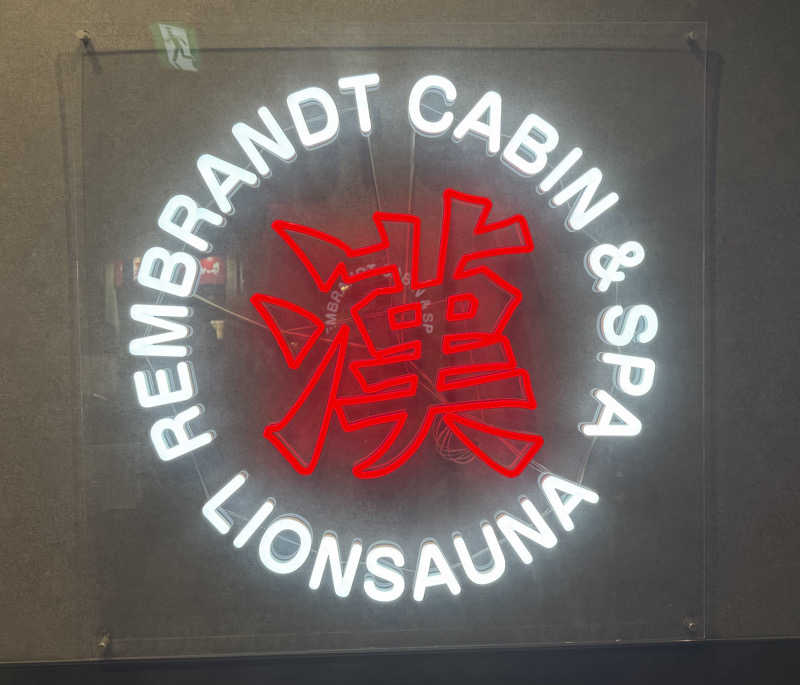 REMBRANDT CABIN & SPA
漢
LIONSAUNA